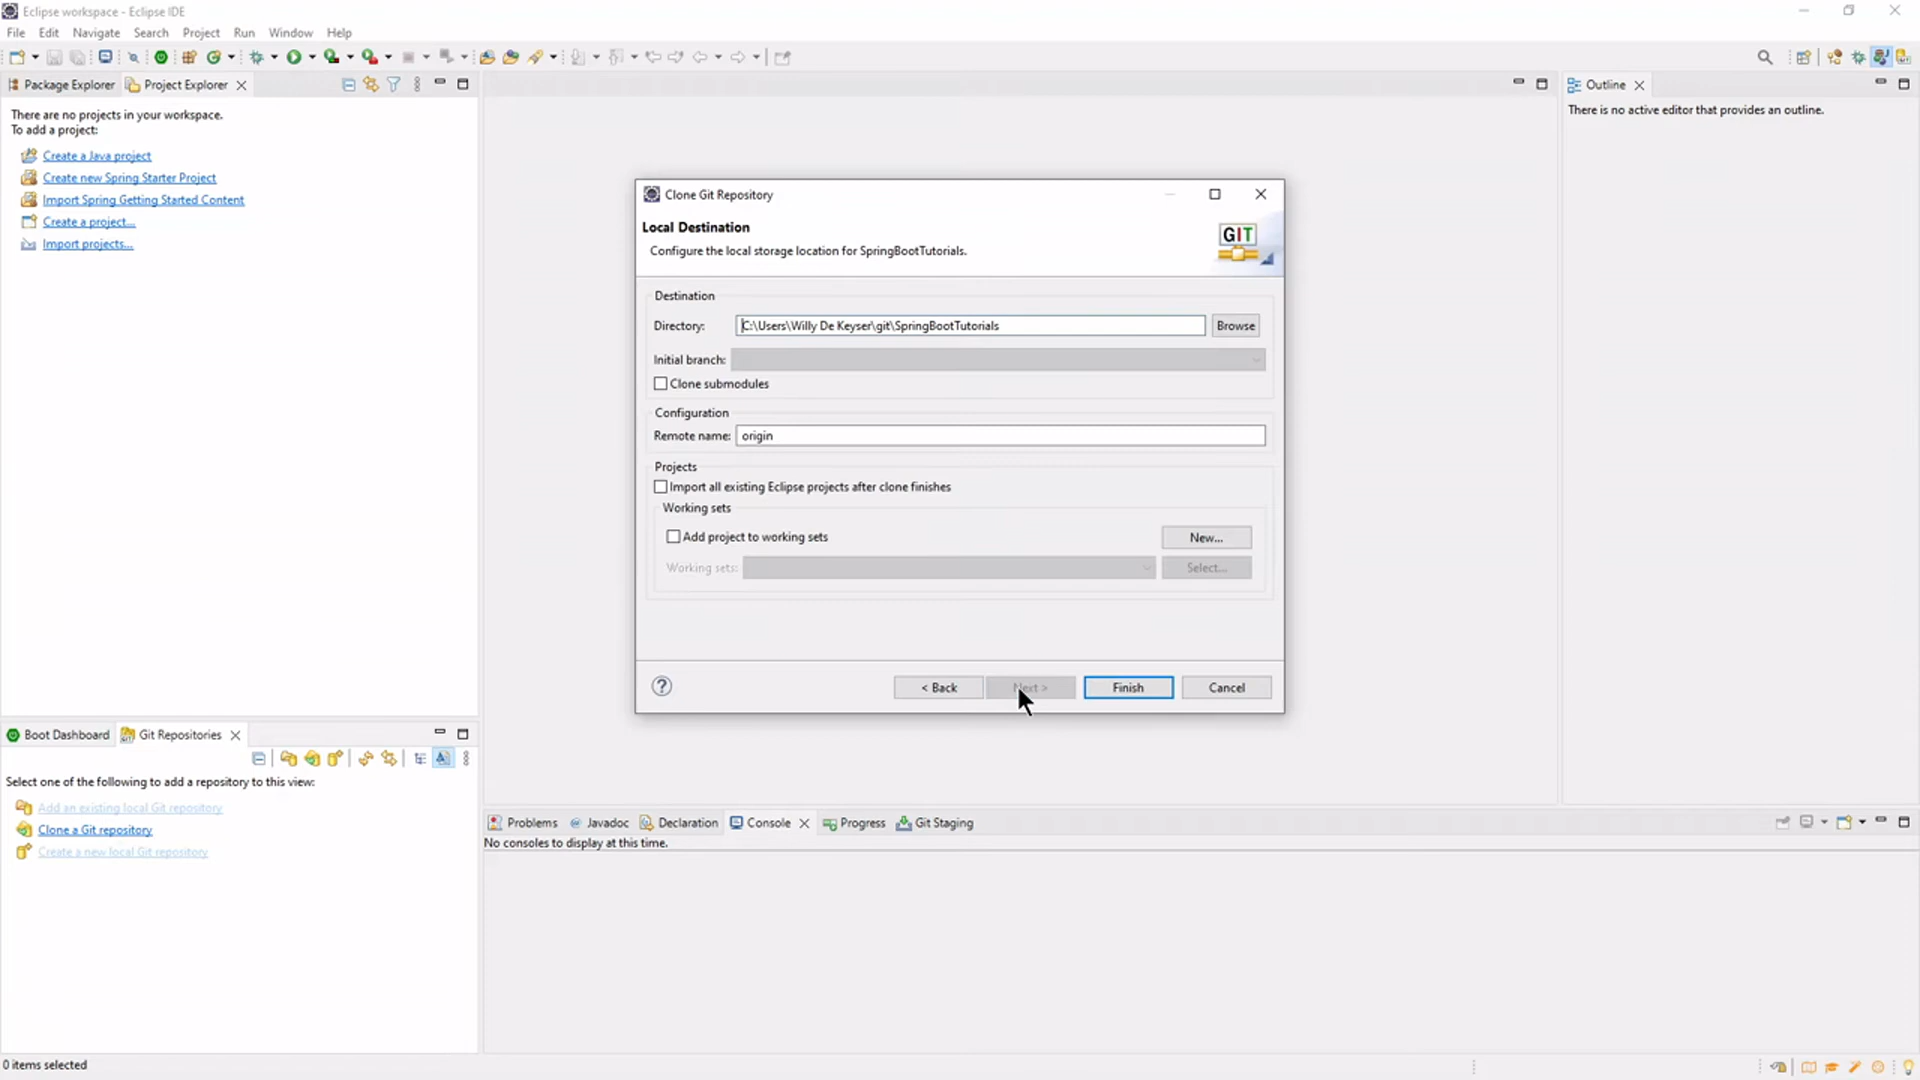 Eclipse workspace - Eclipse IDE
File Edit Navigate Search Project Run Window Help
Package Explorer Project Explorer
There are no projects in your workspace.
To add a project:
Create a Java project
Create new Spring Starter Project
Import Spring Getting Started Content
Create a project...
Import projects...
Outline
There is no active editor that provides an outline.
Clone Git Repository
Local Destination
Configure the local storage location for SpringBootTutorials.
GIT
Destination
Directory: C:\Users\Willy De Keyser\git\SpringBootTutorials Browse
Initial branch:
Clone submodules
Configuration
Remote name: origin
Projects
Import all existing Eclipse projects after clone finishes
Working sets
Add project to working sets New...
Working sets: Select...
? < Back Next > Finish Cancel
Boot Dashboard Git Repositories
Select one of the following to add a repository to this view:
Add an existing local Git repository
Clone a Git repository
Create a new local Git repository
Problems Javadoc Declaration Console Progress Git Staging
No consoles to display at this time.
0 items selected